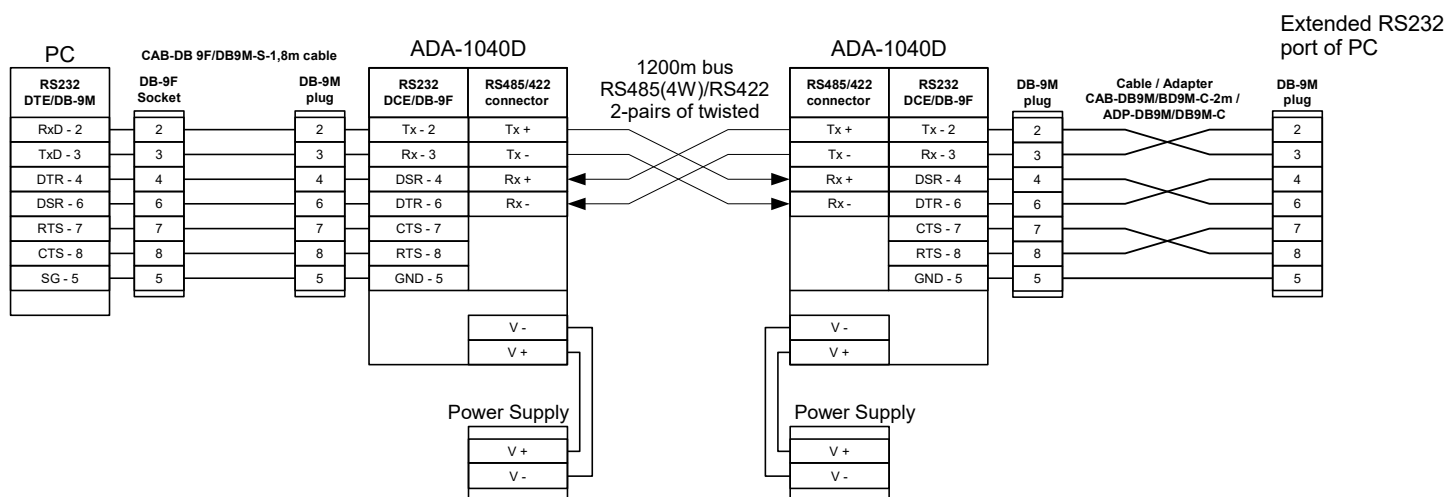 Extended RS232
port of PC
PC
CAB-DB 9F/DB9M-S-1,8m cable
ADA-1040D
1200m bus
RS485(4W)/RS422
2-pairs of twisted
ADA-1040D
RS232
DTE/DB-9M
DB-9F
Socket
DB-9M
plug
RS232
DCE/DB-9F
RS485/422
connector
RS485/422
connector
RS232
DCE/DB-9F
DB-9M
plug
Cable / Adapter
CAB-DB9M/BD9M-C-2m /
ADP-DB9M/DB9M-C
DB-9M
plug
RxD - 2 2 2 Tx - 2 Tx + Tx + Tx - 2 2 2
TxD - 3 3 3 Rx - 3 Tx - Tx - Rx - 3 3 3
DTR - 4 4 4 DSR - 4 Rx + Rx + DSR - 4 4 4
DSR - 6 6 6 DTR - 6 Rx - Rx - DTR - 6 6 6
RTS - 7 7 7 CTS - 7 CTS - 7 7 7
CTS - 8 8 8 RTS - 8 RTS - 8 8 8
SG - 5 5 5 GND - 5 GND - 5 5 5
V - V -
V + V +
Power Supply Power Supply
V + V +
V - V -